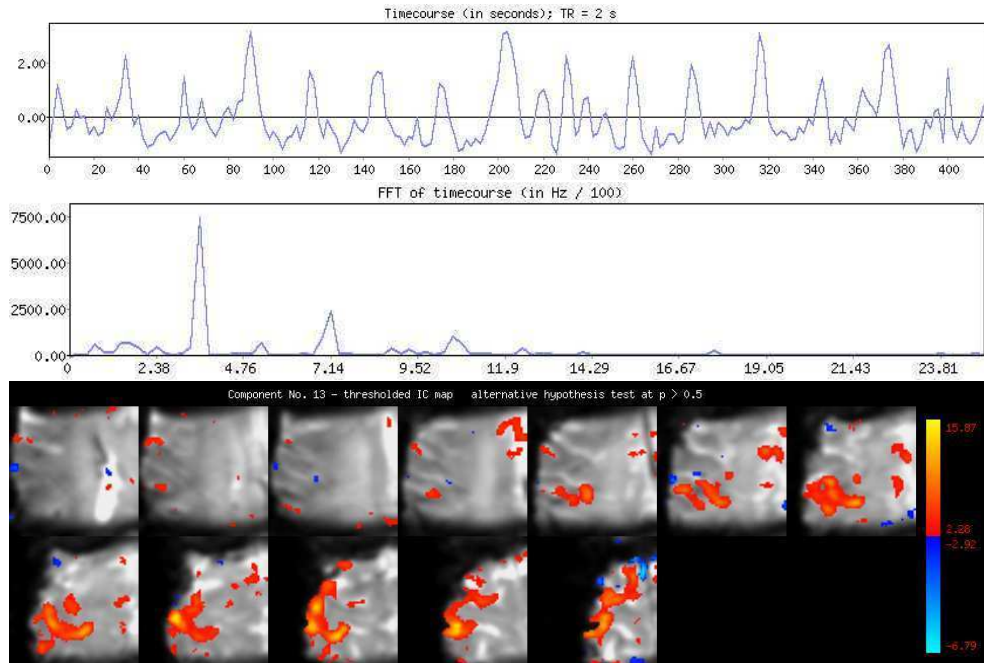 Timecourse (in seconds); TR = 2 s
2.00
0.00
0 20 40 60 80 100 120 140 160 180 200 220 240 260 280 300 320 340 360 380 400
FFT of timecourse (in Hz / 100)
7500.00
5000.00
2500.00
0.00
0 2.38 4.76 7.14 9.52 11.9 14.29 16.67 19.05 21.43 23.81
Component No. 13 - thresholded IC map alternative hypothesis test at p > 0.5
15.87
2.28
-2.92
-6.79